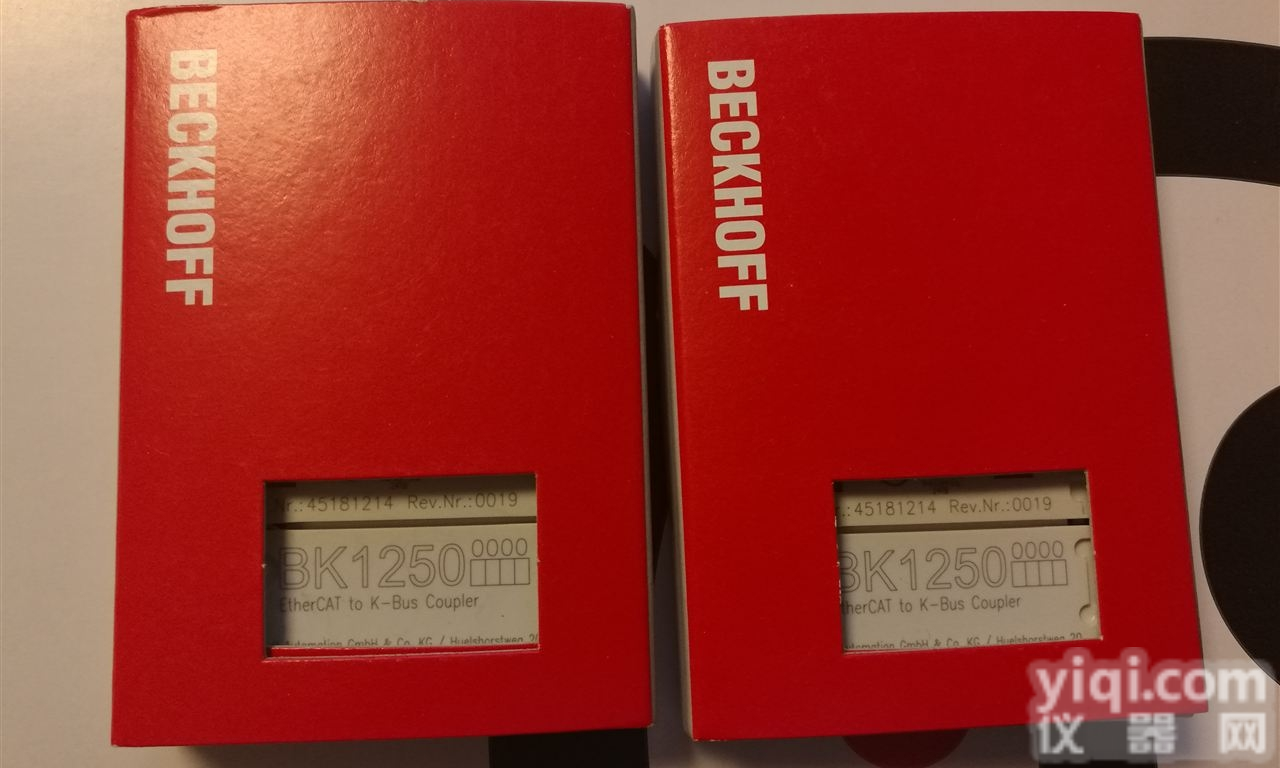 BECKHOFF
Nr.:45181214 Rev.Nr.:0019
BK1250 0000
EtherCAT to K-Bus Coupler
Automation GmbH & Co. KG / Huelshorstweg 20
BECKHOFF
.:45181214 Rev.Nr.:0019
BK1250 0000
therCAT to K-Bus Coupler
utomation GmbH & Co. KG / Huelshorstweg 20
yiqi.com
仪器网